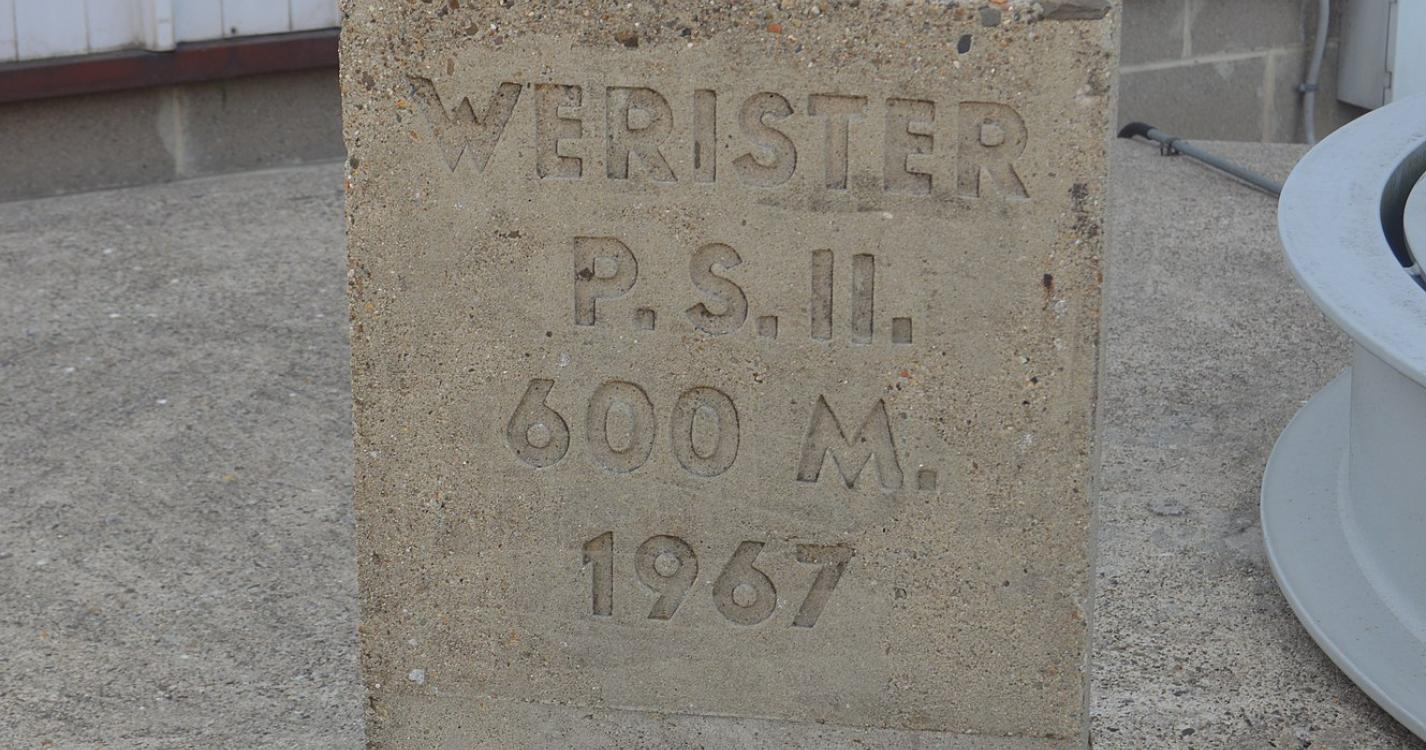 WERISTER
P.S.II.
600 M.
1967